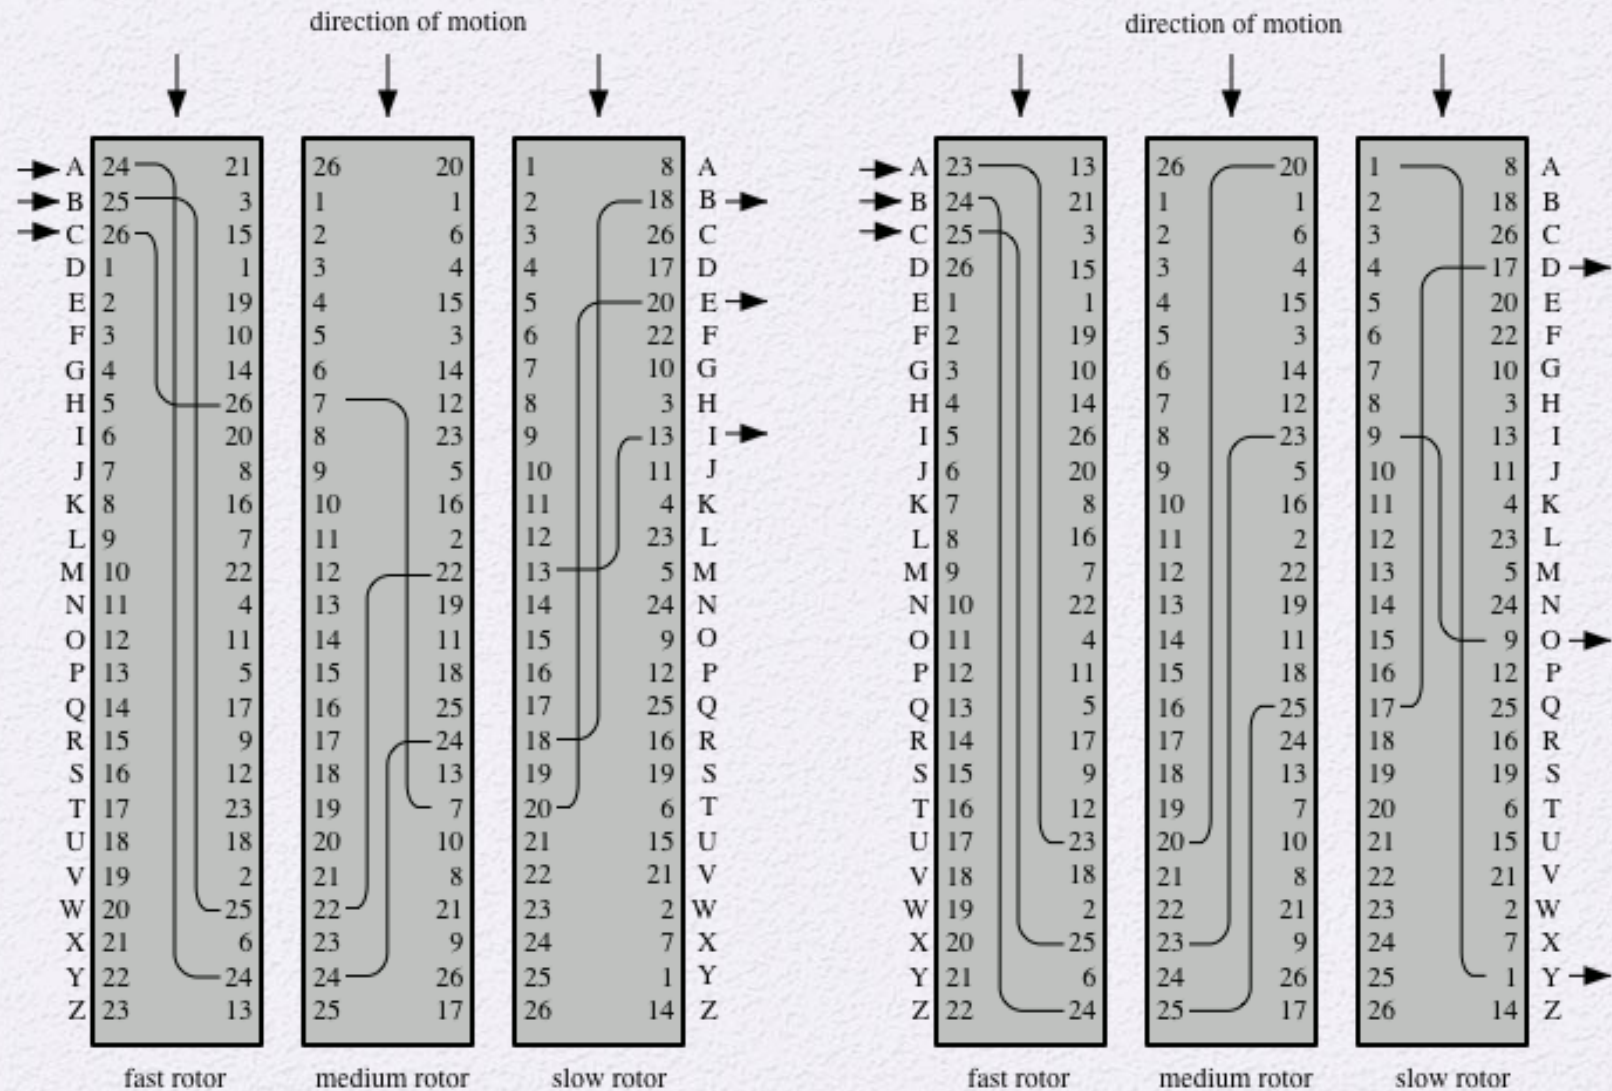 direction of motion direction of motion
A 24 21 26 20 1 8 A A 23 13 26 20 1 8 A
B 25 3 1 1 2 18 B B 24 21 1 1 2 18 B
C 26 15 2 6 3 26 C C 25 3 2 6 3 26 C
D 1 1 3 4 4 17 D D 26 15 3 4 4 17 D
E 2 19 4 15 5 20 E E 1 1 4 15 5 20 E
F 3 10 5 3 6 22 F F 2 19 5 3 6 22 F
G 4 14 6 14 7 10 G G 3 10 6 14 7 10 G
H 5 26 7 12 8 3 H H 4 14 7 12 8 3 H
I 6 20 8 23 9 13 I I 5 26 8 23 9 13 I
J 7 8 9 5 10 11 J J 6 20 9 5 10 11 J
K 8 16 10 16 11 4 K K 7 8 10 16 11 4 K
L 9 7 11 2 12 23 L L 8 16 11 2 12 23 L
M 10 22 12 22 13 5 M M 9 7 12 22 13 5 M
N 11 4 13 19 14 24 N N 10 22 13 19 14 24 N
O 12 11 14 11 15 9 O O 11 4 14 11 15 9 O
P 13 5 15 18 16 12 P P 12 11 15 18 16 12 P
Q 14 17 16 25 17 25 Q Q 13 5 16 25 17 25 Q
R 15 9 17 24 18 16 R R 14 17 17 24 18 16 R
S 16 12 18 13 19 19 S S 15 9 18 13 19 19 S
T 17 23 19 7 20 6 T T 16 12 19 7 20 6 T
U 18 18 20 10 21 15 U U 17 23 20 10 21 15 U
V 19 2 21 8 22 21 V V 18 18 21 8 22 21 V
W 20 25 22 21 23 2 W W 19 2 22 21 23 2 W
X 21 6 23 9 24 7 X X 20 25 23 9 24 7 X
Y 22 24 24 26 25 1 Y Y 21 6 24 26 25 1 Y
Z 23 13 25 17 26 14 Z Z 22 24 25 17 26 14 Z
fast rotor medium rotor slow rotor fast rotor medium rotor slow rotor